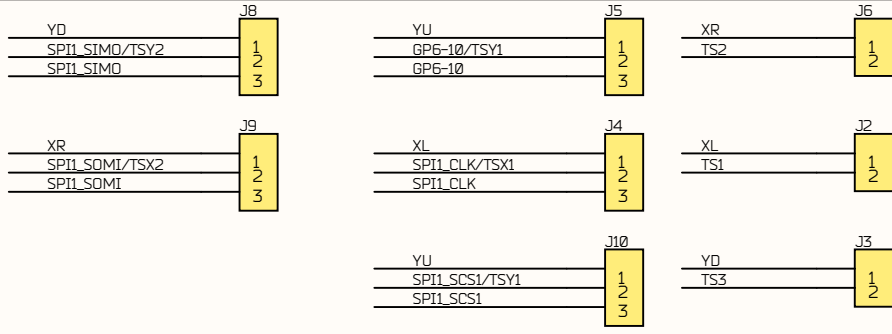 J8
YD
SPI1_SIMO/TSY2
SPI1_SIMO
1
2
3
J5
YU
GP6-10/TSY1
GP6-10
1
2
3
J6
XR
TS2
1
2
J9
XR
SPI1_SOMI/TSX2
SPI1_SOMI
1
2
3
J4
XL
SPI1_CLK/TSX1
SPI1_CLK
1
2
3
J2
XL
TS1
1
2
J10
YU
SPI1_SCS1/TSY1
SPI1_SCS1
1
2
3
J3
YD
TS3
1
2